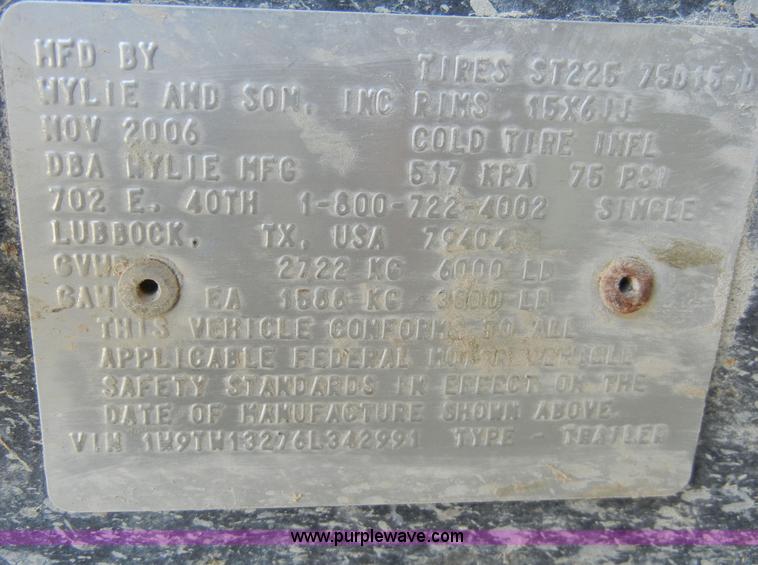 MFD BY TIRES ST225 75D15-D
WYLIE AND SON, INC RIMS 15X6JJ
NOV 2006 COLD TIRE INFL
DBA WYLIE MFG 517 KPA 75 PSI
702 E. 40TH 1-800-722-4002 SINGLE
LUBBOCK, TX, USA 79404
2722 KG 6000 LB
EA 1588 KG 3500 LB
THIS VEHICLE CONFORMS TO ALL
APPLICABLE FEDERAL MOTOR VEHICLE
SAFETY STANDARDS IN EFFECT ON THE
DATE OF MANUFACTURE SHOWN ABOVE
VIN 1W9TW13276L342991 TYPE - TRAILER
www.purplewave.com